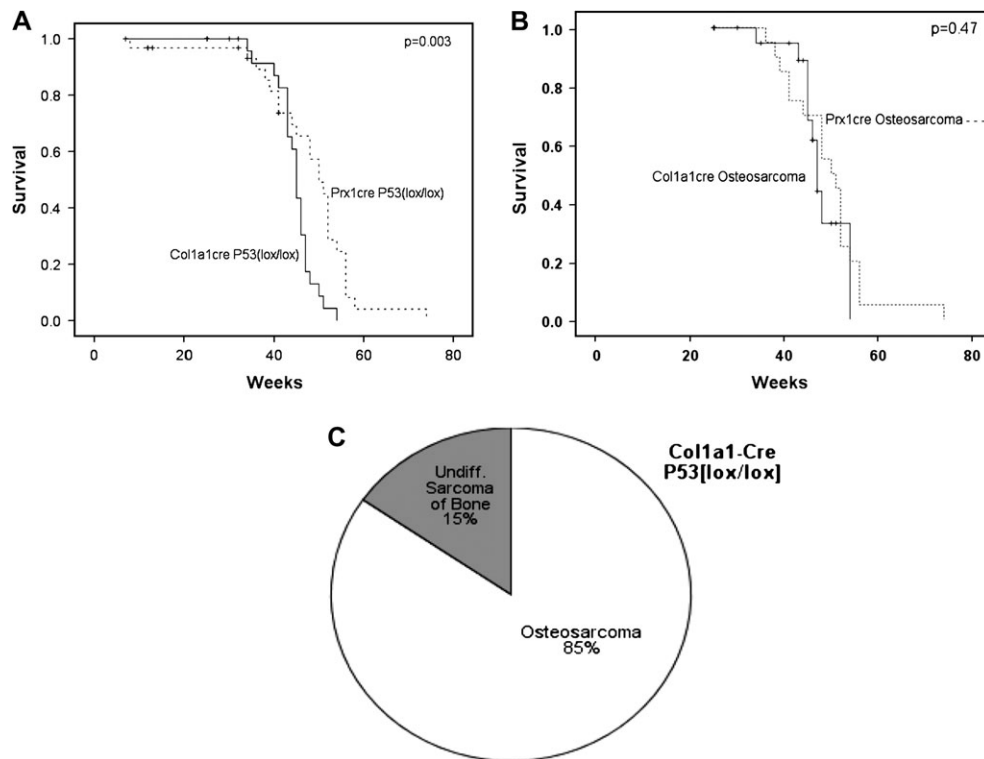 A
p=0.003
1.0
0.8
0.6
0.4
0.2
0.0
Survival
Prx1cre P53(lox/lox)
Col1a1cre P53(lox/lox)
0
20
40
60
80
Weeks
B
p=0.47
1.0
0.8
0.6
0.4
0.2
0.0
Survival
Prx1cre Osteosarcoma
Col1a1cre Osteosarcoma
0
20
40
60
80
Weeks
C
Col1a1-Cre
P53[lox/lox]
Undiff.
Sarcoma
of Bone
15%
Osteosarcoma
85%